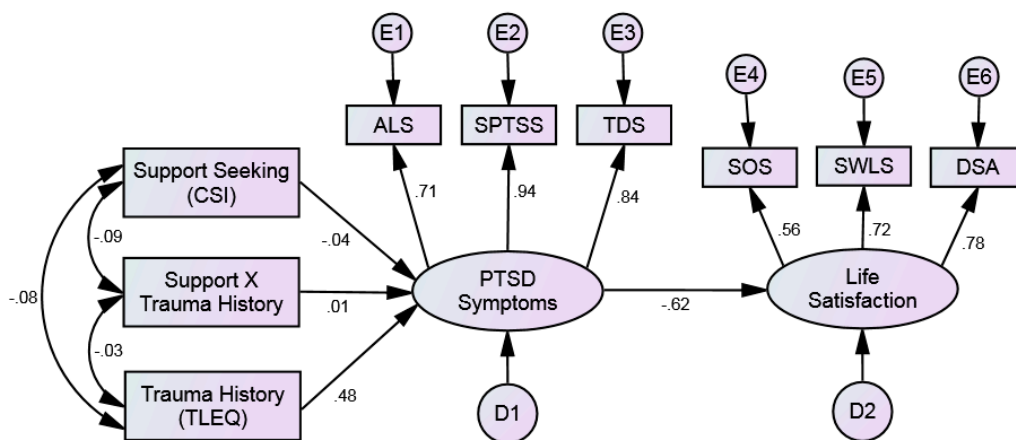 E1
E2
E3
E4
E5
E6
ALS
SPTSS
TDS
SOS
SWLS
DSA
Support Seeking
(CSI)
.71
.94
.84
.56
.72
.78
-.09
-.04
-.08
Support X
Trauma History
.01
PTSD
Symptoms
-.62
Life
Satisfaction
-.03
.48
Trauma History
(TLEQ)
D1
D2